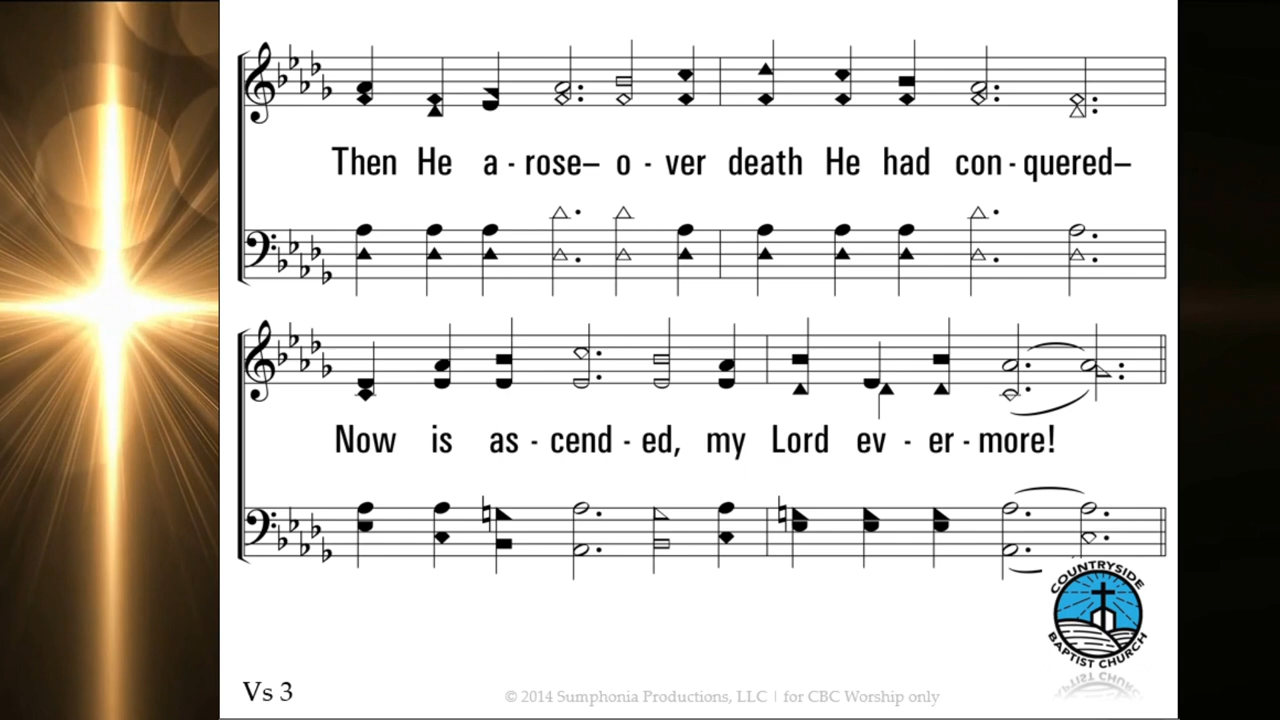 Then He a - rose– o - ver death He had con - quered–
Now is as - cend - ed, my Lord ev - er - more!
COUNTRYSIDE
BAPTIST CHURCH
Vs 3
© 2014 Sumphonia Productions, LLC | for CBC Worship only